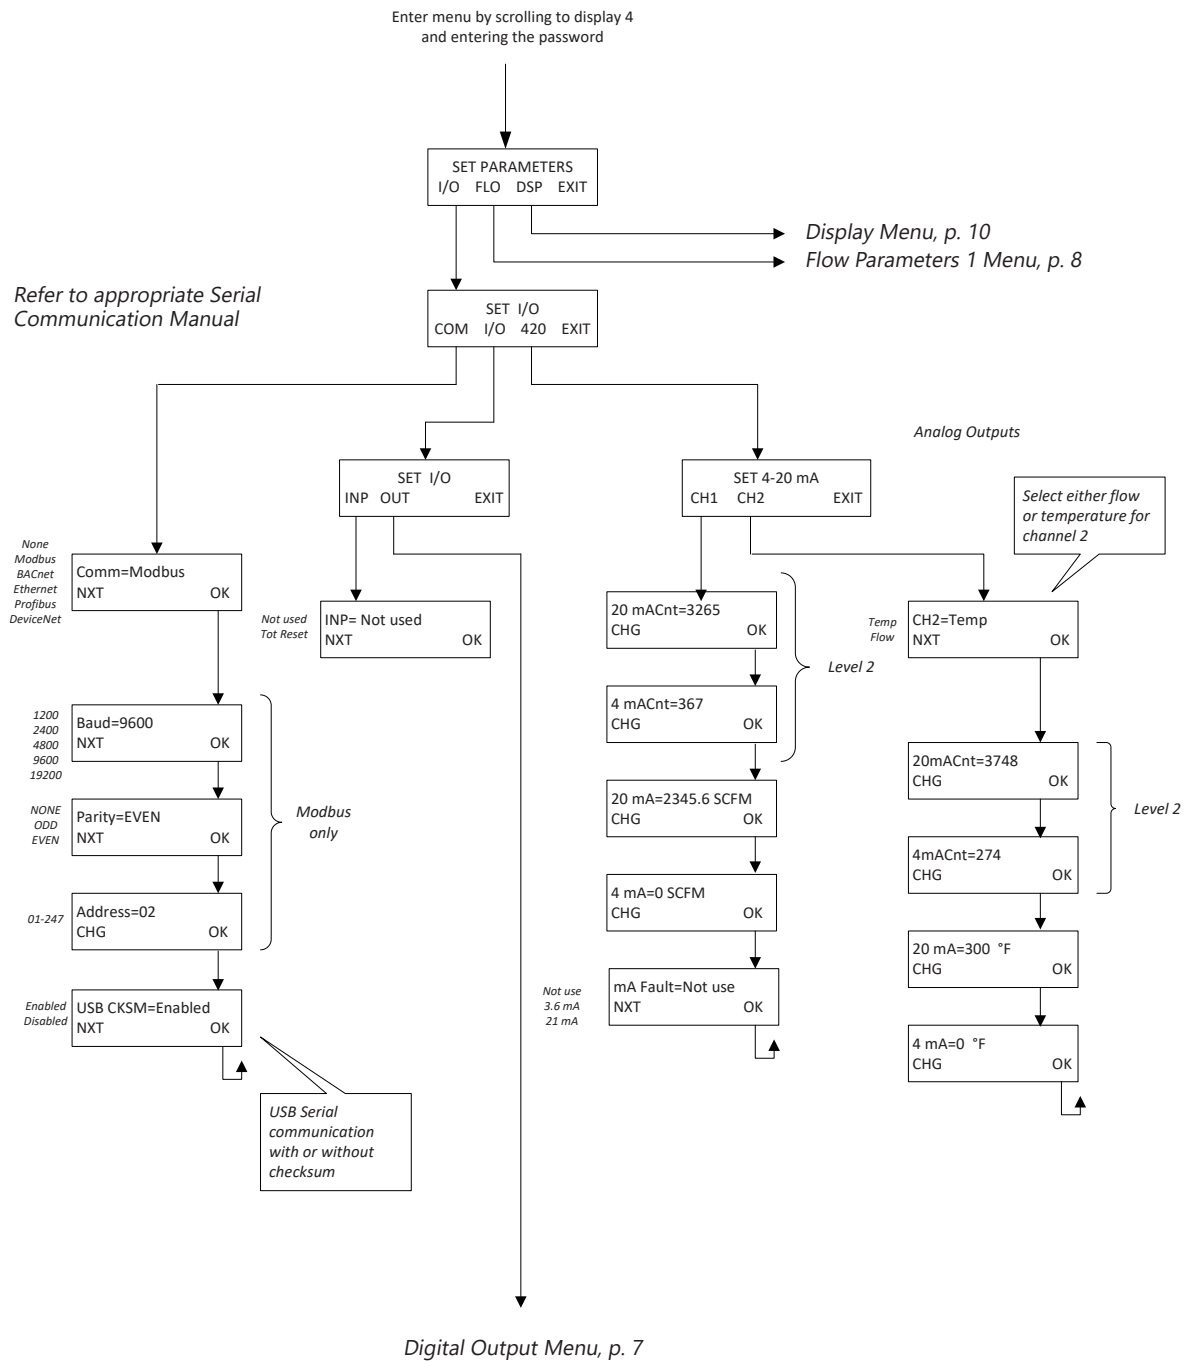 Enter menu by scrolling to display 4
and entering the password
SET PARAMETERS
I/O FLO DSP EXIT
Display Menu, p. 10
Flow Parameters 1 Menu, p. 8
Refer to appropriate Serial
Communication Manual
SET I/O
COM I/O 420 EXIT
Analog Outputs
SET I/O
INP OUT EXIT
SET 4-20 mA
CH1 CH2 EXIT
Select either flow
or temperature for
channel 2
None
Modbus
BACnet
Ethernet
Profibus
DeviceNet
Comm=Modbus
NXT OK
Not used
Tot Reset
INP= Not used
NXT OK
20 mACnt=3265
CHG OK
4 mACnt=367
CHG OK
Level 2
Temp
Flow
CH2=Temp
NXT OK
1200
2400
4800
9600
19200
Baud=9600
NXT OK
NONE
ODD
EVEN
Parity=EVEN
NXT OK
Modbus
only
01-247
Address=02
CHG OK
Enabled
Disabled
USB CKSM=Enabled
NXT OK
USB Serial
communication
with or without
checksum
20 mA=2345.6 SCFM
CHG OK
4 mA=0 SCFM
CHG OK
Not use
3.6 mA
21 mA
mA Fault=Not use
NXT OK
20mACnt=3748
CHG OK
4mACnt=274
CHG OK
Level 2
20 mA=300 °F
CHG OK
4 mA=0 °F
CHG OK
Digital Output Menu, p. 7